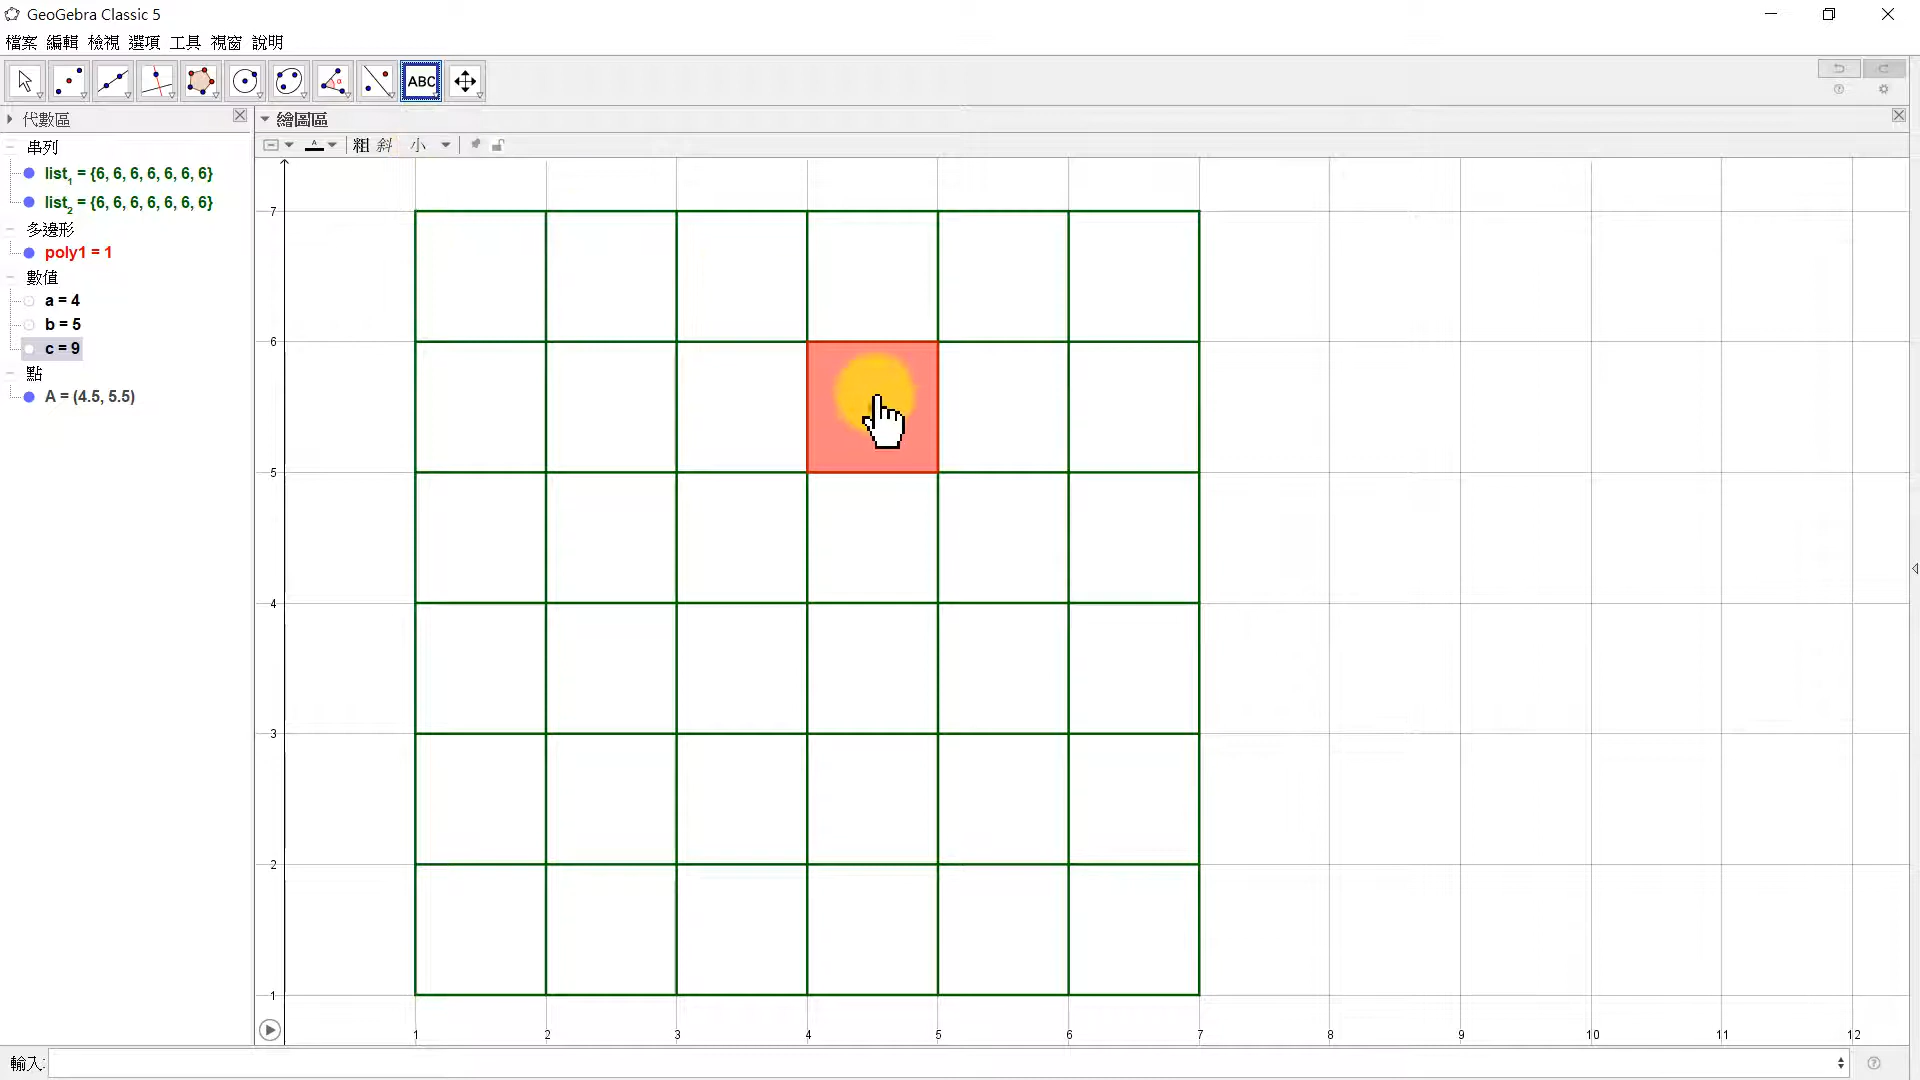 GeoGebra Classic 5
檔案 編輯 檢視 選項 工具 視窗 說明
ABC
代數區
繪圖區
A 粗 斜 小
串列
list1 = {6, 6, 6, 6, 6, 6, 6}
list2 = {6, 6, 6, 6, 6, 6, 6}
多邊形
poly1 = 1
數值
a = 4
b = 5
c = 9
點
A = (4.5, 5.5)
7
6
5
4
3
2
1
1 2 3 4 5 6 7 8 9 10 11 12
輸入: